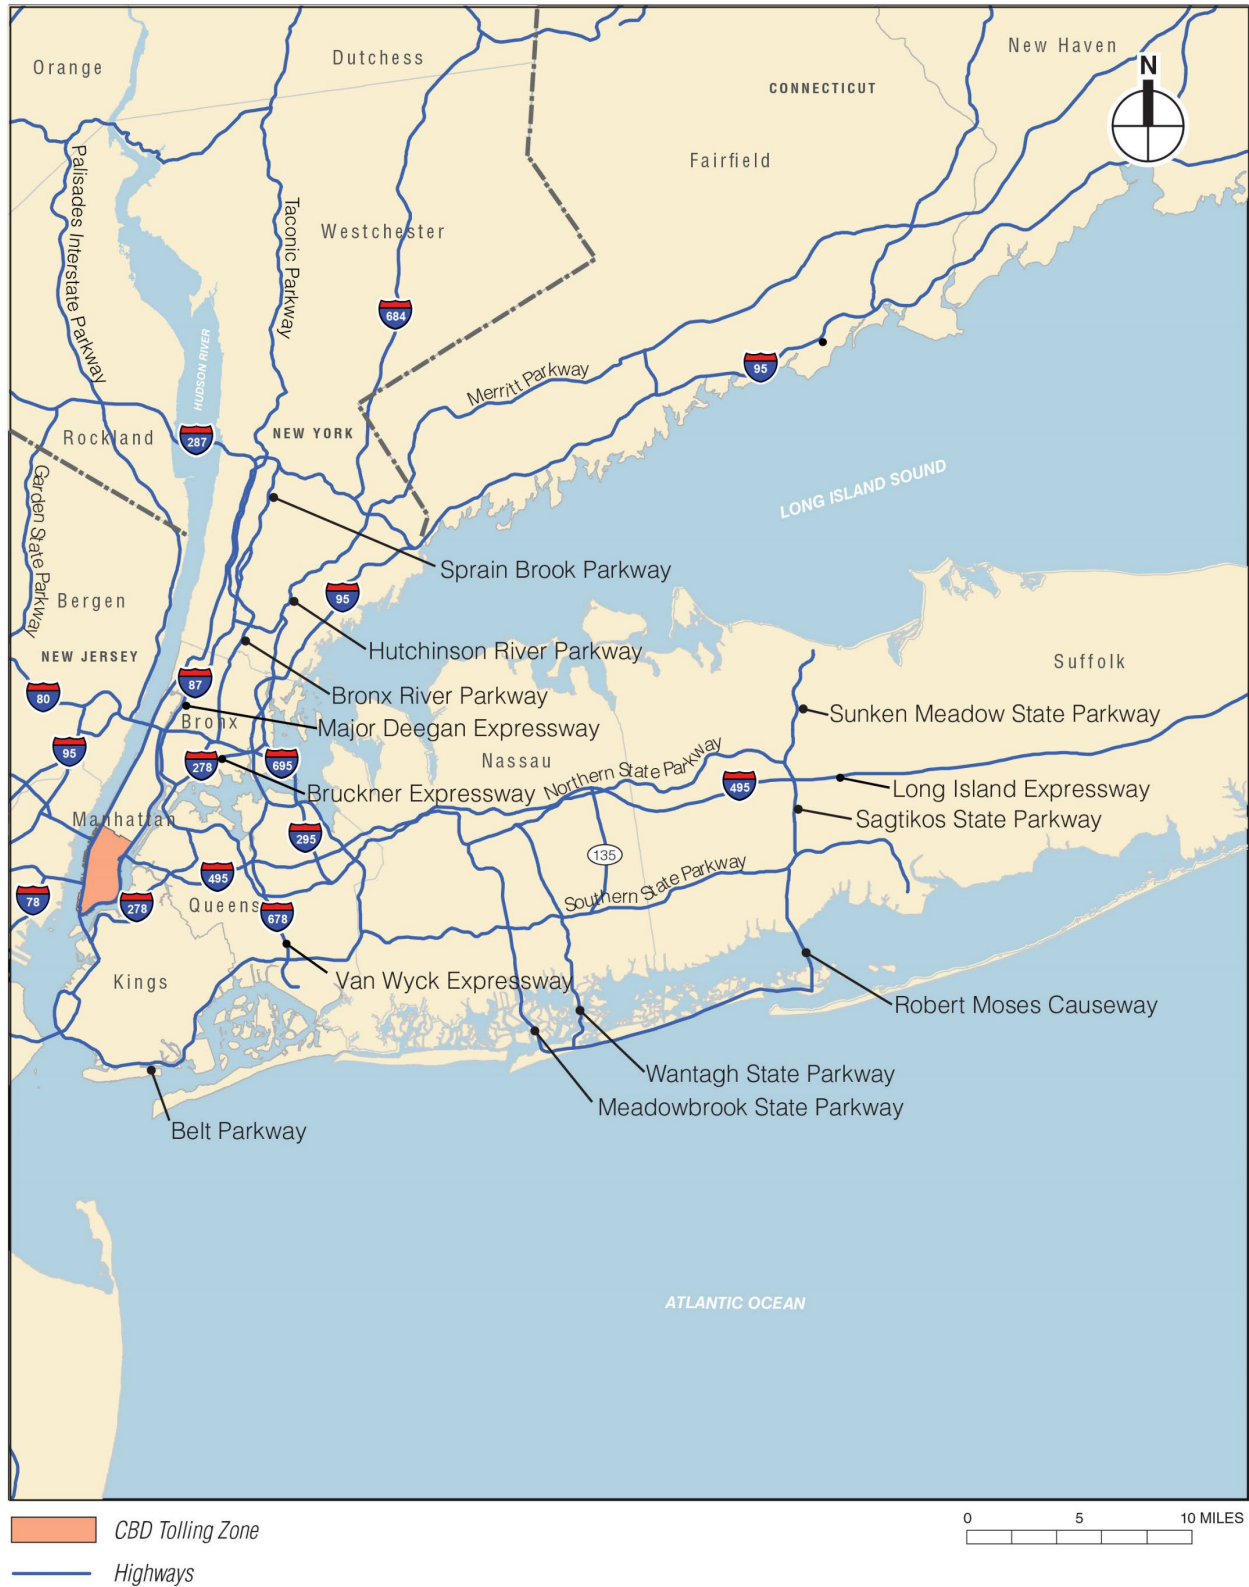 Dutchess
New Haven
Orange
N
CONNECTICUT
Fairfield
Palisades Interstate Parkway
Taconic Parkway
Westchester
684
HUDSON RIVER
95
Merritt Parkway
Rockland
287
NEW YORK
Garden State Parkway
LONG ISLAND SOUND
Sprain Brook Parkway
95
Bergen
Hutchinson River Parkway
NEW JERSEY
Suffolk
80
87
Bronx River Parkway
Sunken Meadow State Parkway
Bronx
Major Deegan Expressway
95
278
695
Nassau
Northern State Parkway
495
Long Island Expressway
Bruckner Expressway
Manhattan
Sagtikos State Parkway
295
135
495
Southern State Parkway
78
278
Queens
678
Kings
Van Wyck Expressway
Robert Moses Causeway
Wantagh State Parkway
Meadowbrook State Parkway
Belt Parkway
ATLANTIC OCEAN
CBD Tolling Zone
0 5 10 MILES
Highways